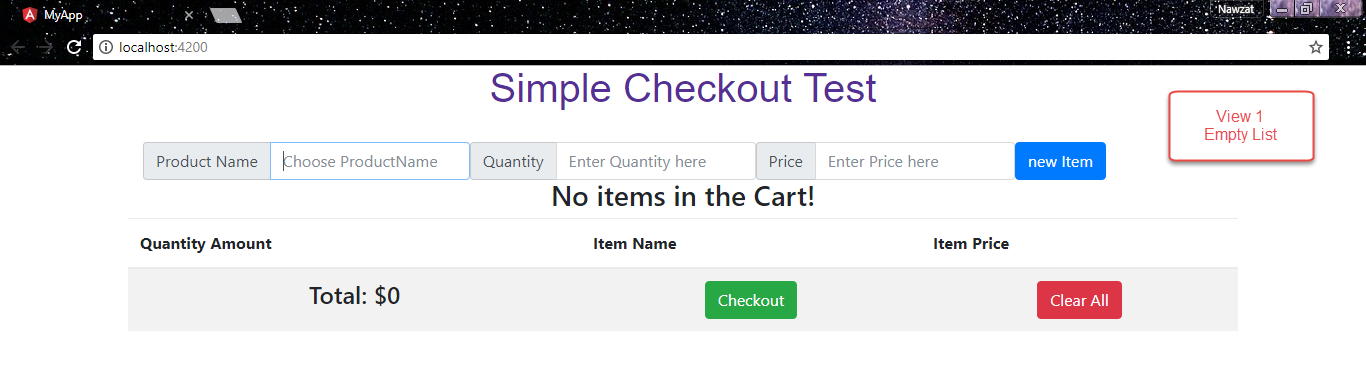 MyApp
Nawzat
localhost:4200
Simple Checkout Test
View 1
Empty List
Product Name Choose ProductName Quantity Enter Quantity here Price Enter Price here new Item
No items in the Cart!
Quantity Amount Item Name Item Price
Total: $0 Checkout Clear All